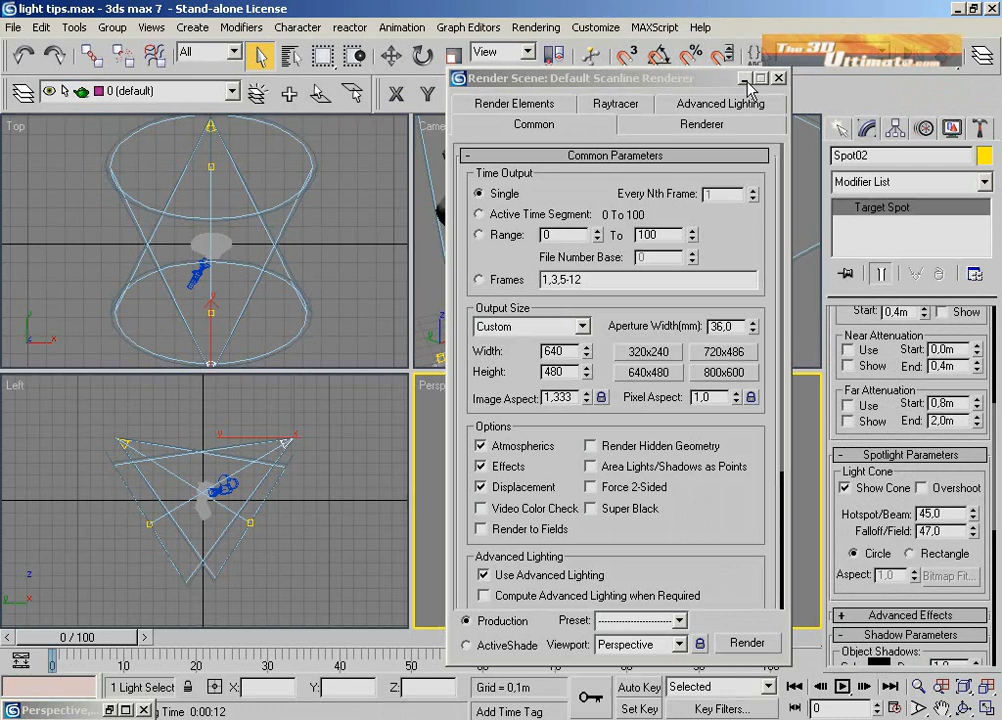 light tips.max - 3ds max 7 - Stand-alone License
File Edit Tools Group Views Create Modifiers Character reactor Animation Graph Editors Rendering Customize MAXScript Help
All
View
The 3D
Ultimate.com
0 (default)
X Y
Render Scene: Default Scanline Renderer
Render Elements Raytracer Advanced Lighting
Common Renderer
Common Parameters
Time Output
Single Every Nth Frame: 1
Active Time Segment: 0 To 100
Range: 0 To 100
File Number Base: 0
Frames 1,3,5-12
Output Size
Custom Aperture Width(mm): 36,0
Width: 640 320x240 720x486
Height: 480 640x480 800x600
Image Aspect: 1,333 Pixel Aspect: 1,0
Options
Atmospherics Render Hidden Geometry
Effects Area Lights/Shadows as Points
Displacement Force 2-Sided
Video Color Check Super Black
Render to Fields
Advanced Lighting
Use Advanced Lighting
Compute Advanced Lighting when Required
Production Preset: --------------------
ActiveShade Viewport: Perspective Render
Top
Left
z
x
y
x
Spot02
Modifier List
Target Spot
Start: 0,4m Show
Near Attenuation
Use Start: 0,0m
Show End: 0,4m
Far Attenuation
Use Start: 0,8m
Show End: 2,0m
Spotlight Parameters
Light Cone
Show Cone Overshoot
Hotspot/Beam: 45,0
Falloff/Field: 47,0
Circle Rectangle
Aspect: 1,0 Bitmap Fit...
Advanced Effects
Shadow Parameters
Object Shadows:
0 / 100
0 10 20 30 40 50
1 Light Select X: Y: Z: Grid = 0,1m Auto Key Selected
Perspective,... Time 0:00:12 Add Time Tag Set Key Key Filters... 0